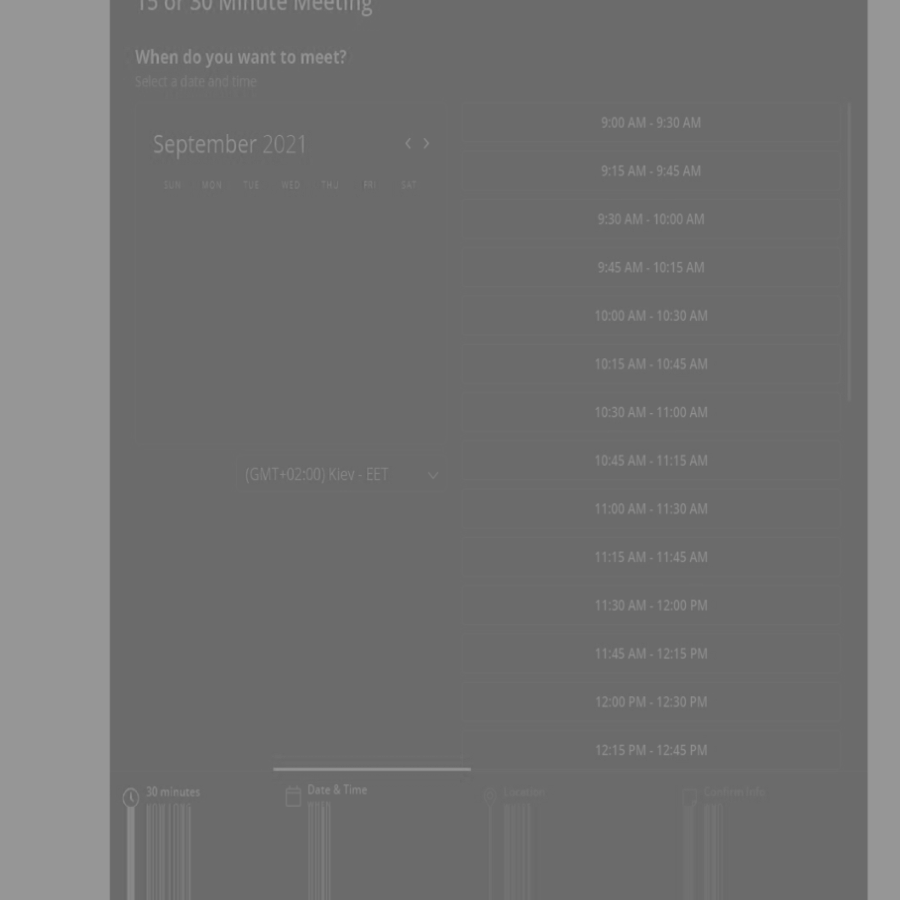 15 or 30 Minute Meeting
When do you want to meet?
Select a date and time
September 2021
SUN MON TUE WED THU FRI SAT
(GMT+02:00) Kiev - EET
9:00 AM - 9:30 AM
9:15 AM - 9:45 AM
9:30 AM - 10:00 AM
9:45 AM - 10:15 AM
10:00 AM - 10:30 AM
10:15 AM - 10:45 AM
10:30 AM - 11:00 AM
10:45 AM - 11:15 AM
11:00 AM - 11:30 AM
11:15 AM - 11:45 AM
11:30 AM - 12:00 PM
11:45 AM - 12:15 PM
12:00 PM - 12:30 PM
12:15 PM - 12:45 PM
30 minutes
HOW LONG
Date & Time
WHEN
Location
Confirm Info